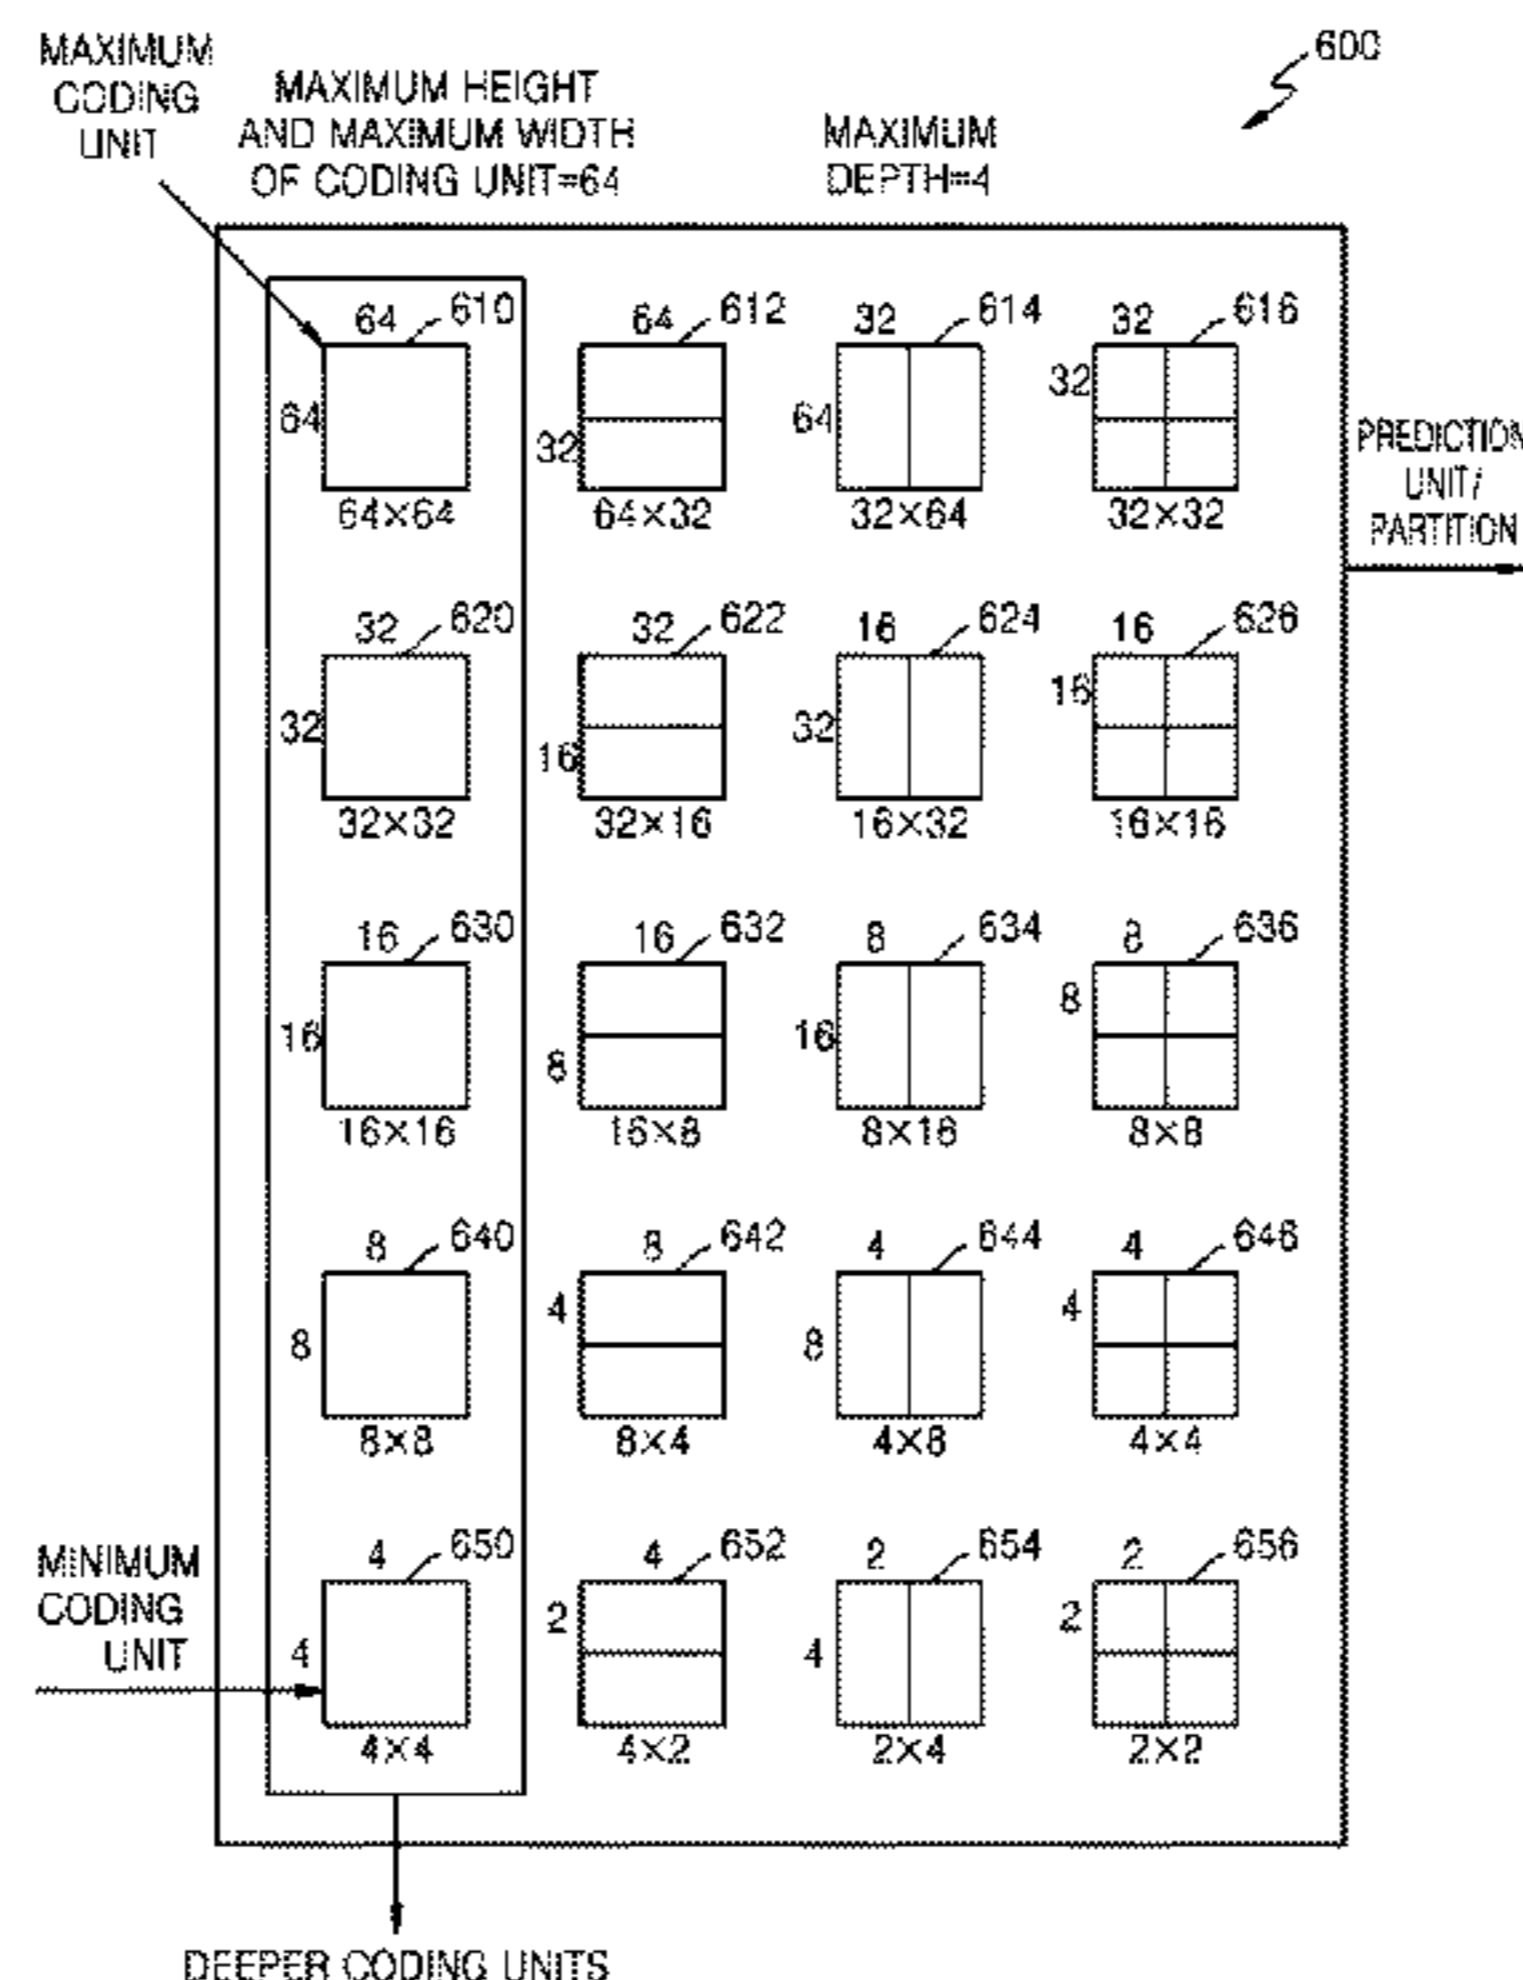 600
MAXIMUM
CODING
UNIT
MAXIMUM HEIGHT
AND MAXIMUM WIDTH
OF CODING UNIT=64
MAXIMUM
DEPTH=4
64 610 64 612 32 614 32 616
64 32 64 32
64×64 64×32 32×64 32×32
PREDICTION
UNIT/
PARTITION
32 620 32 622 16 624 16 626
32 16 32 16
32×32 32×16 16×32 16×16
16 630 16 632 8 634 8 636
16 8 16 8
16×16 16×8 8×16 8×8
8 640 8 642 4 644 4 646
8 4 8 4
8×8 8×4 4×8 4×4
MINIMUM
CODING
UNIT
4 650 4 652 2 654 2 656
4 2 4 2
4×4 4×2 2×4 2×2
DEEPER CODING UNITS